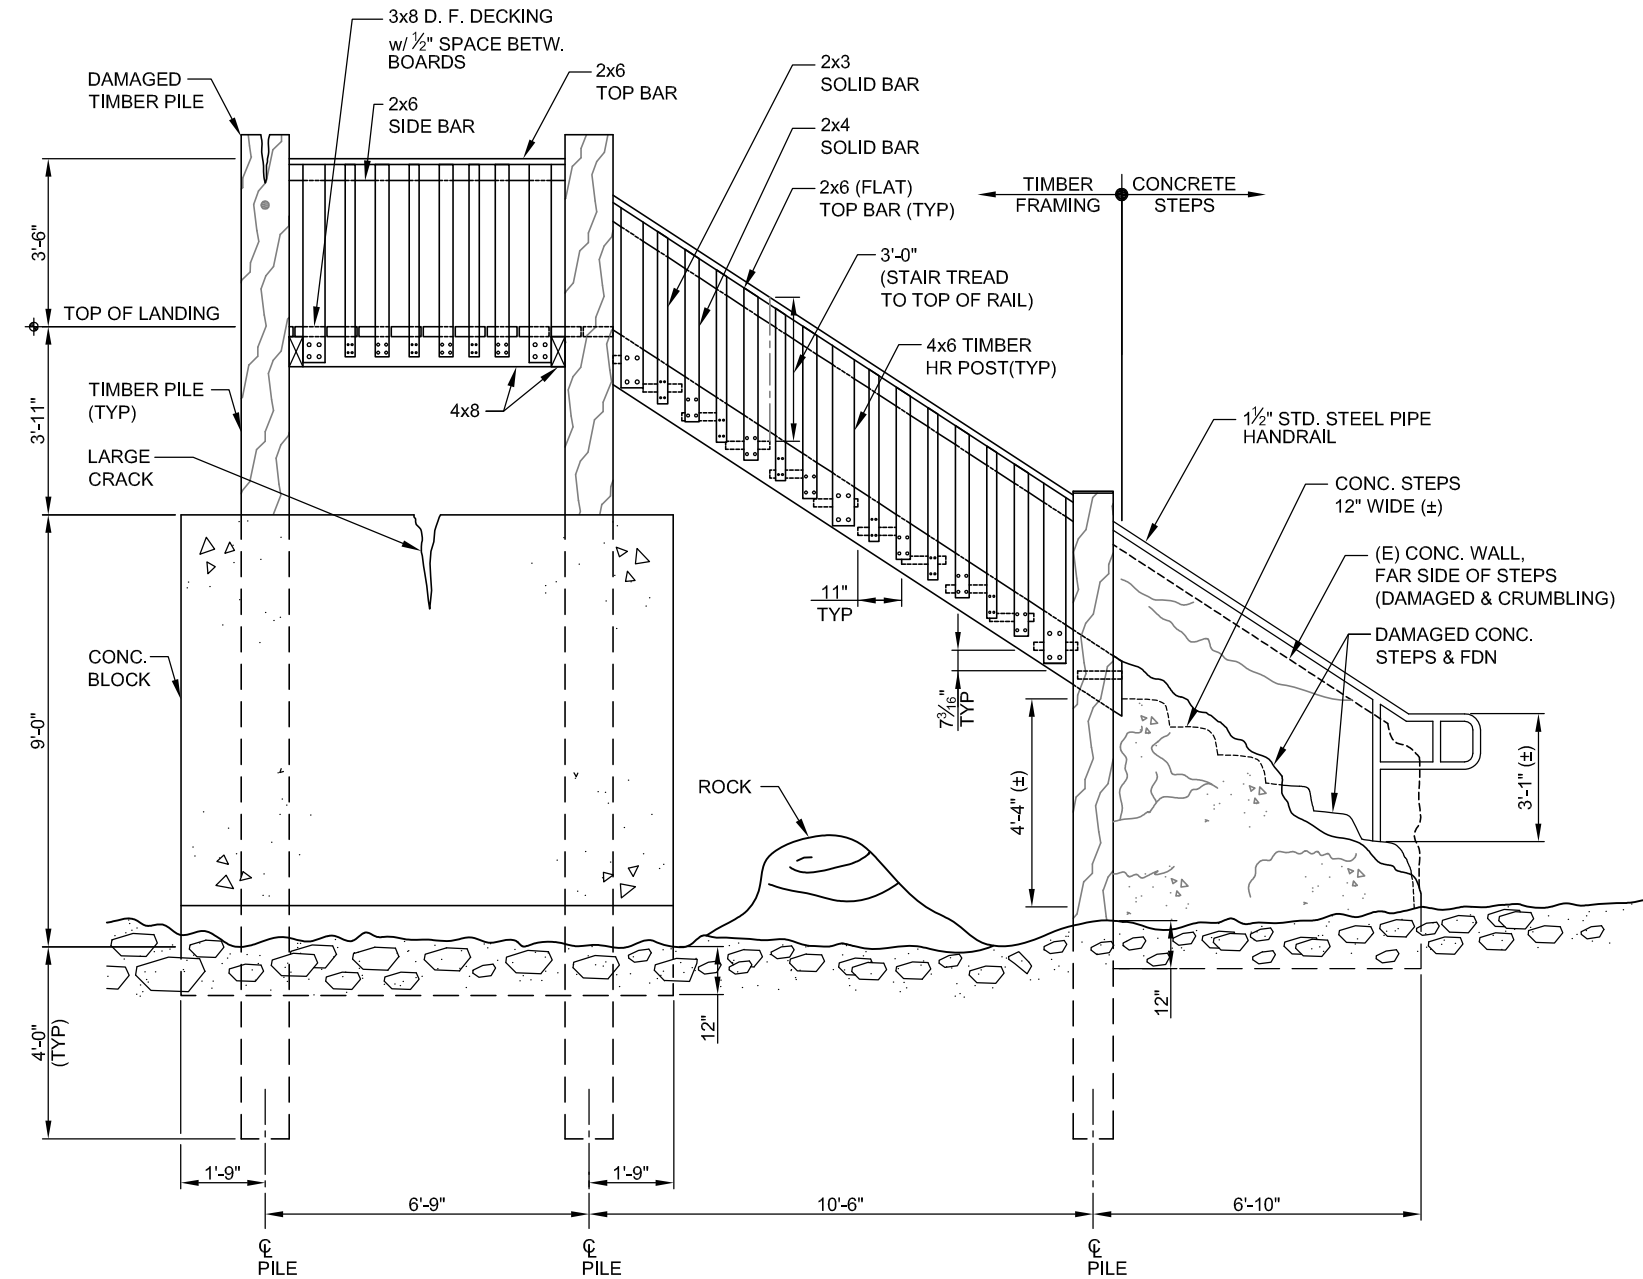 3x8 D. F. DECKING
w/ ½" SPACE BETW.
BOARDS
DAMAGED
TIMBER PILE
2x6
TOP BAR
2x6
SIDE BAR
2x3
SOLID BAR
2x4
SOLID BAR
2x6 (FLAT)
TOP BAR (TYP)
TIMBER
FRAMING
CONCRETE
STEPS
3'-6"
3'-0"
(STAIR TREAD
TO TOP OF RAIL)
TOP OF LANDING
4x6 TIMBER
HR POST(TYP)
TIMBER PILE
(TYP)
3'-11"
4x8
1½" STD. STEEL PIPE
HANDRAIL
LARGE
CRACK
CONC. STEPS
12" WIDE (±)
(E) CONC. WALL,
FAR SIDE OF STEPS
(DAMAGED & CRUMBLING)
11"
TYP
DAMAGED CONC.
STEPS & FDN
CONC.
BLOCK
7³⁄₁₆"
TYP
9'-0"
ROCK
4'-4" (±)
3'-1" (±)
12"
12"
4'-0"
(TYP)
1'-9"
1'-9"
6'-9"
10'-6"
6'-10"
℄
PILE
℄
PILE
℄
PILE